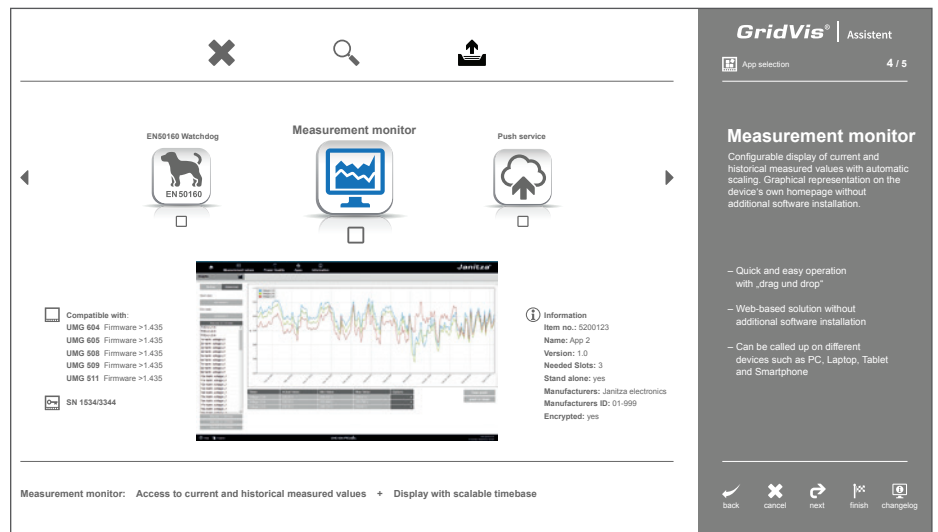 GridVis® | Assistent
App selection 4 / 5
EN50160 Watchdog
Measurement monitor
Push service
EN50160
Measurement monitor
Configurable display of current and
historical measured values with automatic
scaling. Graphical representation on the
device's own homepage without
additional software installation.
– Quick and easy operation
with „drag und drop"
– Web-based solution without
additional software installation
– Can be called up on different
devices such as PC, Laptop, Tablet
and Smartphone
Janitza
Compatible with:
UMG 604 Firmware >1.435
UMG 605 Firmware >1.435
UMG 508 Firmware >1.435
UMG 509 Firmware >1.435
UMG 511 Firmware >1.435
SN 1534/3344
Information
Item no.: 5200123
Name: App 2
Version: 1.0
Needed Slots: 3
Stand alone: yes
Manufacturers: Janitza electronics
Manufacturers ID: 01-999
Encrypted: yes
Measurement monitor: Access to current and historical measured values + Display with scalable timebase
back cancel next finish changelog